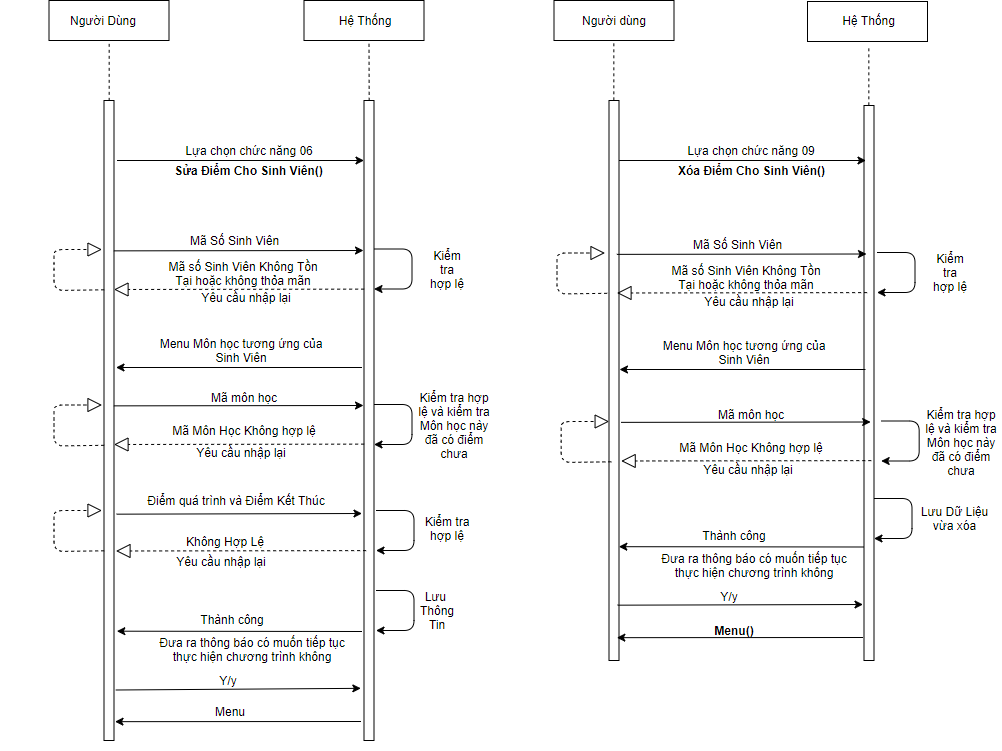 Người Dùng
Hệ Thống
Lựa chọn chức năng 06
Sửa Điểm Cho Sinh Viên()
Mã Số Sinh Viên
Kiểm
tra
hợp lệ
Mã số Sinh Viên Không Tồn
Tại hoặc không thỏa mãn
Yêu cầu nhập lại
Menu Môn học tương ứng của
Sinh Viên
Mã môn học
Kiểm tra hợp
lệ và kiểm tra
Môn học này
đã có điểm
chưa
Mã Môn Học Không hợp lệ
Yêu cầu nhập lại
Điểm quá trình và Điểm Kết Thúc
Kiểm tra
hợp lệ
Không Hợp Lệ
Yêu cầu nhập lại
Lưu
Thông
Tin
Thành công
Đưa ra thông báo có muốn tiếp tục
thực hiện chương trình không
Y/y
Menu
Người dùng
Hệ Thống
Lựa chọn chức năng 09
Xóa Điểm Cho Sinh Viên()
Mã Số Sinh Viên
Kiểm
tra
hợp lệ
Mã số Sinh Viên Không Tồn
Tại hoặc không thỏa mãn
Yêu cầu nhập lại
Menu Môn học tương ứng của
Sinh Viên
Mã môn học
Kiểm tra hợp
lệ và kiểm tra
Môn học này
đã có điểm
chưa
Mã Môn Học Không hợp lệ
Yêu cầu nhập lại
Lưu Dữ Liệu
vừa xóa
Thành công
Đưa ra thông báo có muốn tiếp tục
thực hiện chương trình không
Y/y
Menu()